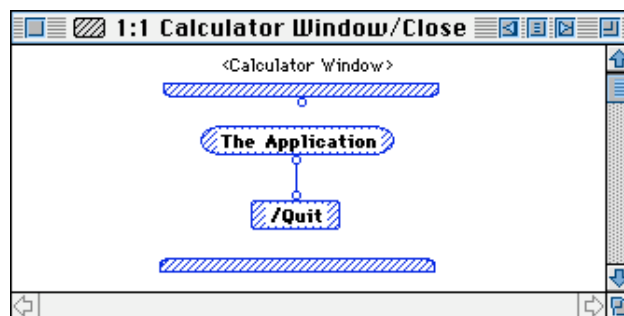 1:1 Calculator Window/Close
<Calculator Window>
The Application
/Quit